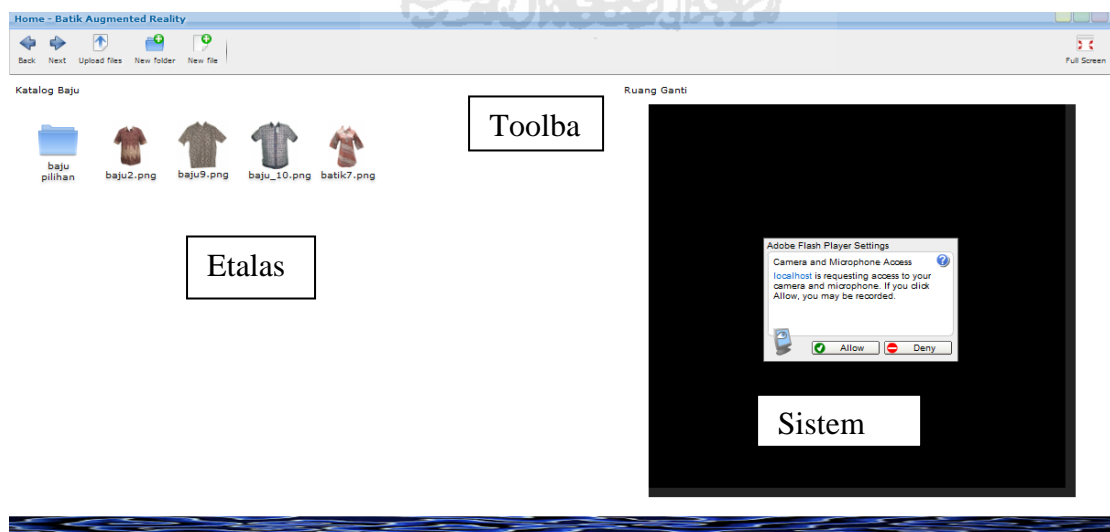 Home - Batik Augmented Reality
Back Next Upload files New folder New file
Full Screen
Katalog Baju
Ruang Ganti
Toolba
baju
pilihan
baju2.png baju9.png baju_10.png batik7.png
Etalas
Adobe Flash Player Settings
Camera and Microphone Access
localhost is requesting access to your
camera and microphone. If you click
Allow, you may be recorded.
Allow Deny
Sistem